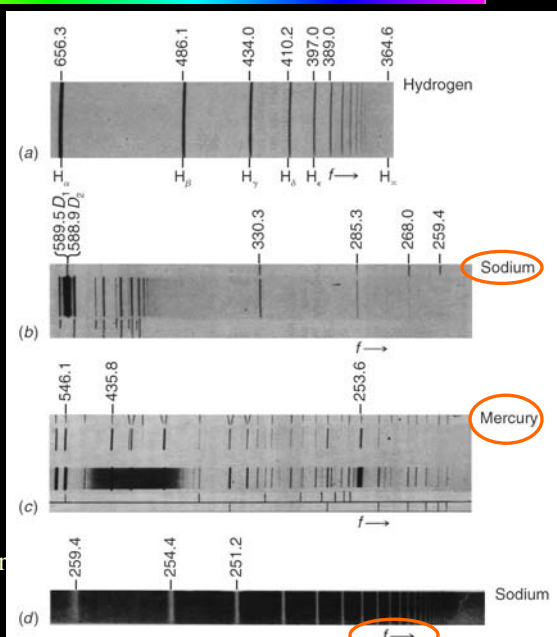 656.3 486.1 434.0 410.2 397.0 389.0 364.6
Hydrogen
(a)
Hα Hβ Hγ Hδ Hε f→ H∞
589.5 D₁ 588.9 D₂ 330.3 285.3 268.0 259.4
Sodium
(b)
f→
546.1 435.8 253.6
Mercury
(c)
f→
259.4 254.4 251.2
Sodium
(d)
f→